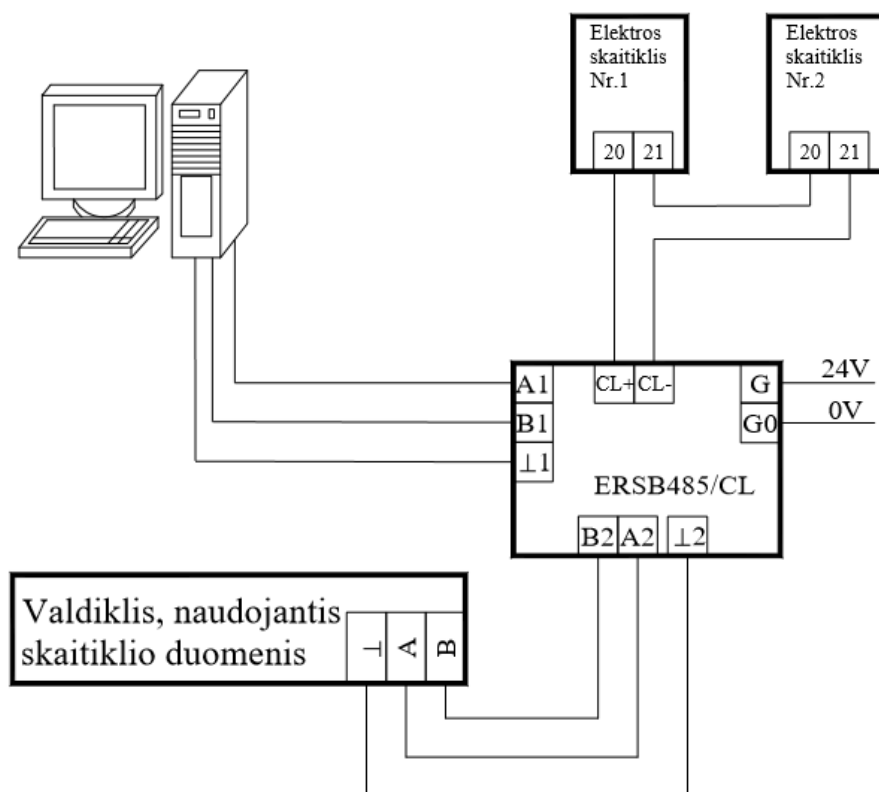 Elektros
skaitiklis
Nr.1
20 21
Elektros
skaitiklis
Nr.2
20 21
A1
B1
⊥1
CL+ CL-
G
G0
24V
0V
ERSB485/CL
B2 A2 ⊥2
Valdiklis, naudojantis
skaitiklio duomenis
⊥ A B